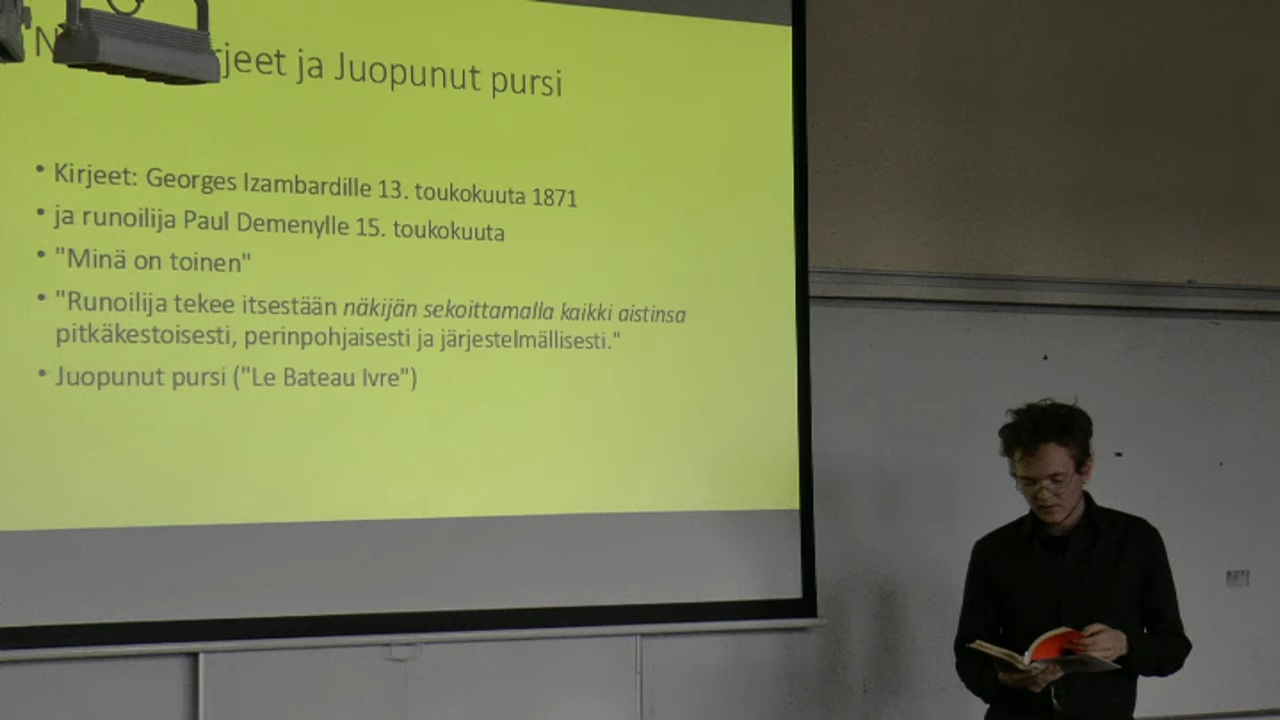 rjeet ja Juopunut pursi
• Kirjeet: Georges Izambardille 13. toukokuuta 1871
• ja runoilija Paul Demenylle 15. toukokuuta
• "Minä on toinen"
• "Runoilija tekee itsestään näkijän sekoittamalla kaikki aistinsa
pitkäkestoisesti, perinpohjaisesti ja järjestelmällisesti."
• Juopunut pursi ("Le Bateau Ivre")